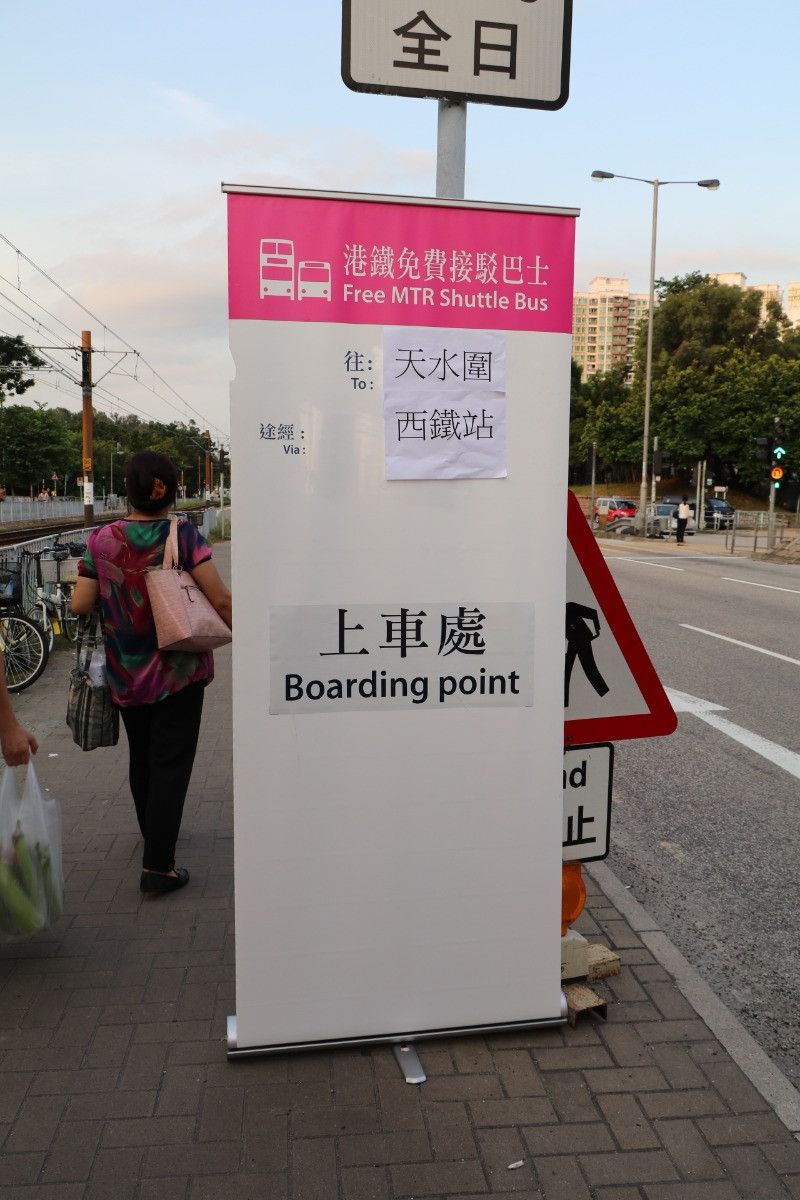 全日
港鐵免費接駁巴士
Free MTR Shuttle Bus
往:
To:
天水圍
西鐵站
途經:
Via:
上車處
Boarding point
止